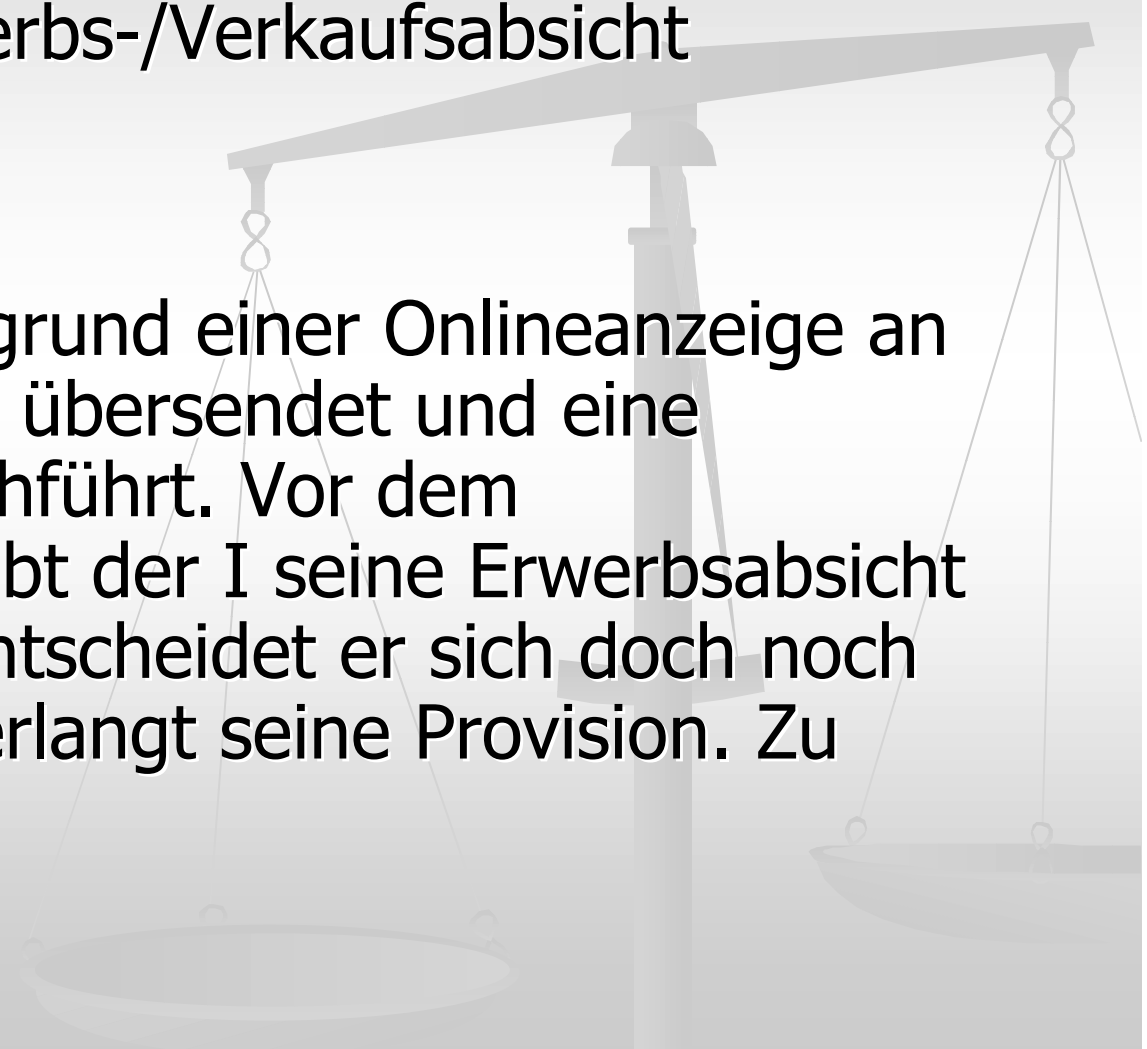 erbs-/Verkaufsabsicht
grund einer Onlineanzeige an
übersendet und eine
hführt. Vor dem
bt der I seine Erwerbsabsicht
ntscheidet er sich doch noch
erlangt seine Provision. Zu